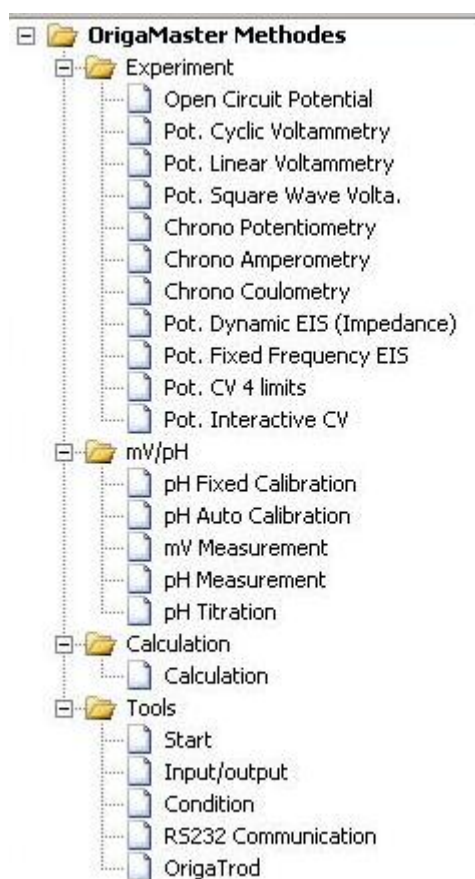 OrigaMaster Methodes
Experiment
Open Circuit Potential
Pot. Cyclic Voltammetry
Pot. Linear Voltammetry
Pot. Square Wave Volta.
Chrono Potentiometry
Chrono Amperometry
Chrono Coulometry
Pot. Dynamic EIS (Impedance)
Pot. Fixed Frequency EIS
Pot. CV 4 limits
Pot. Interactive CV
mV/pH
pH Fixed Calibration
pH Auto Calibration
mV Measurement
pH Measurement
pH Titration
Calculation
Calculation
Tools
Start
Input/output
Condition
RS232 Communication
OrigaTrod